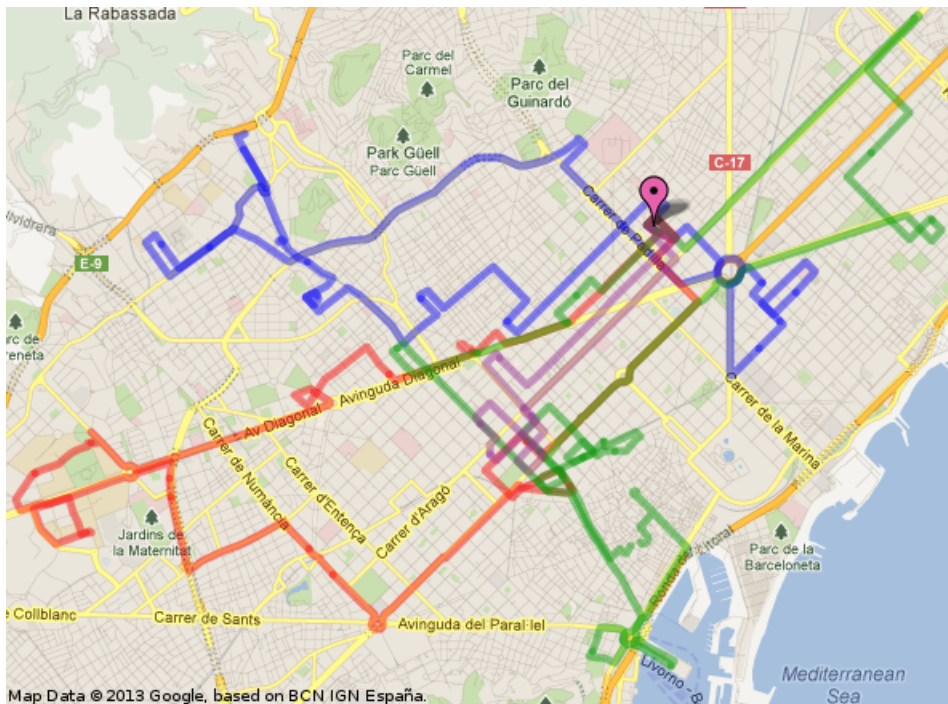 La Rabassada
Parc del
Carmel
Parc del
Guinardó
Park Güell
Parc Güell
C-17
Carrer de Padilla
E-9
Avinguda Diagonal
Av Diagonal
Carrer de la Marina
Carrer de Numància
Carrer d'Entença
Carrer d'Aragó
Jardins de
la Maternitat
Ronda del Litoral
Parc de la
Barceloneta
e Collblanc
Carrer de Sants
Avinguda del Paral·lel
Livorno - B
Mediterranean
Sea
Map Data © 2013 Google, based on BCN IGN España.